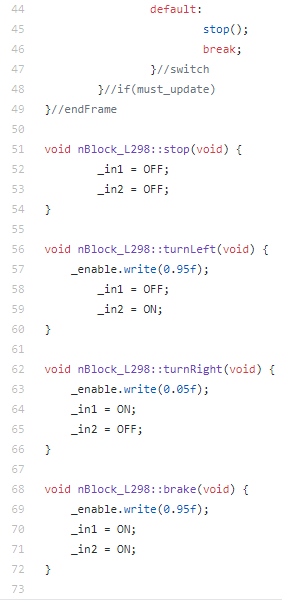 44 default:
45 stop();
46 break;
47 }//switch
48 }//if(must_update)
49 }//endFrame
50
51 void nBlock_L298::stop(void) {
52 _in1 = OFF;
53 _in2 = OFF;
54 }
55
56 void nBlock_L298::turnLeft(void) {
57 _enable.write(0.95f);
58 _in1 = OFF;
59 _in2 = ON;
60 }
61
62 void nBlock_L298::turnRight(void) {
63 _enable.write(0.05f);
64 _in1 = ON;
65 _in2 = OFF;
66 }
67
68 void nBlock_L298::brake(void) {
69 _enable.write(0.95f);
70 _in1 = ON;
71 _in2 = ON;
72 }
73